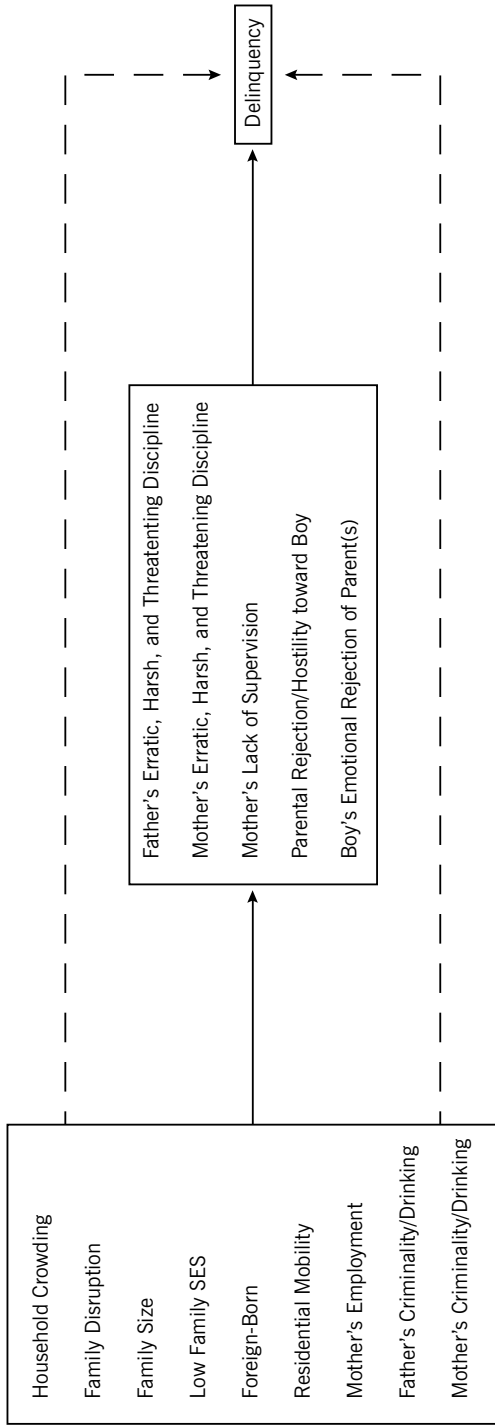 Household Crowding
Family Disruption
Family Size
Low Family SES
Foreign-Born
Residential Mobility
Mother's Employment
Father's Criminality/Drinking
Mother's Criminality/Drinking
Father's Erratic, Harsh, and Threatenting Discipline
Mother's Erratic, Harsh, and Threatening Discipline
Mother's Lack of Supervision
Parental Rejection/Hostility toward Boy
Boy's Emotional Rejection of Parent(s)
Delinquency